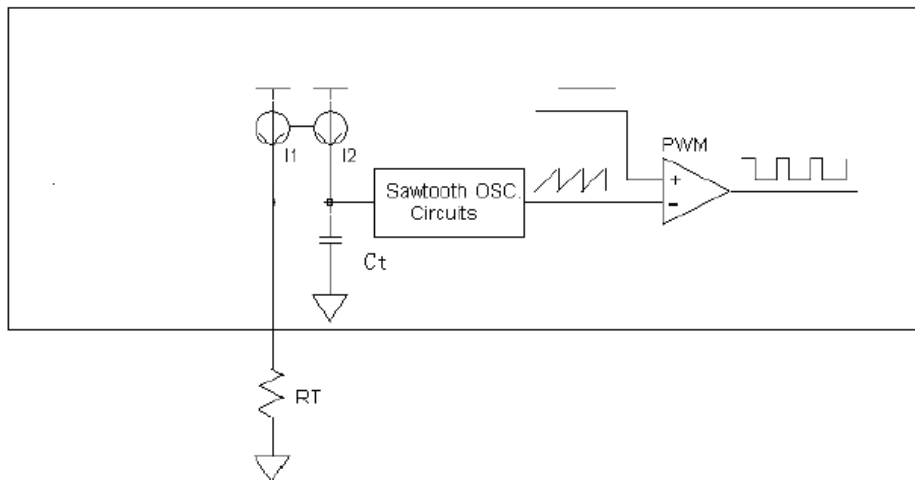 I1
I2
PWM
+
-
Sawtooth OSC.
Circuits
Ct
RT